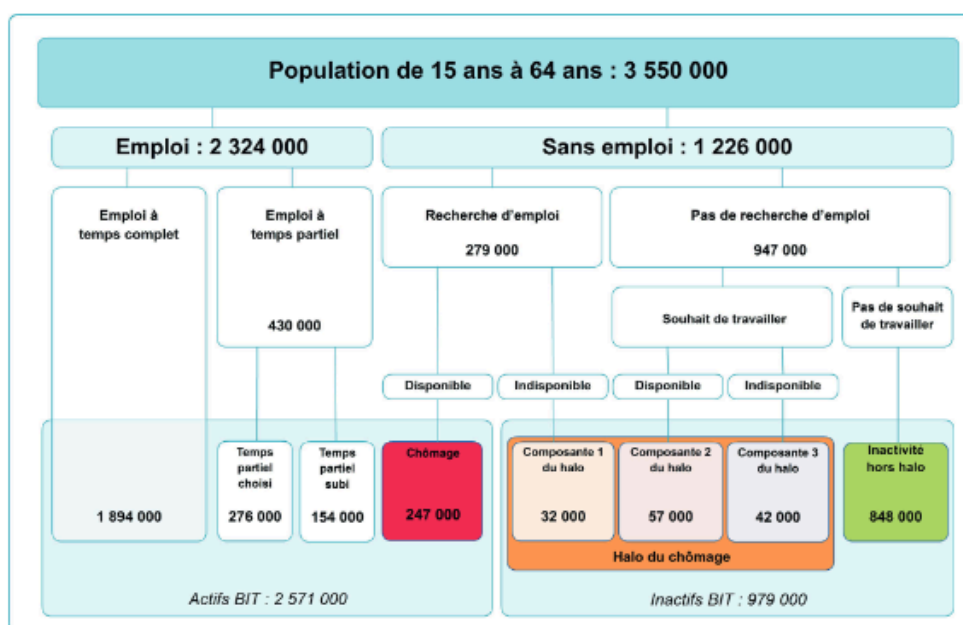 Population de 15 ans à 64 ans : 3 550 000
Emploi : 2 324 000
Sans emploi : 1 226 000
Emploi à
temps complet
Emploi à
temps partiel
430 000
Recherche d'emploi
279 000
Pas de recherche d'emploi
947 000
Souhait de travailler
Pas de souhait
de travailler
Disponible
Indisponible
Disponible
Indisponible
1 894 000
Temps
partiel
choisi
276 000
Temps
partiel
subi
154 000
Chômage
247 000
Composante 1
du halo
32 000
Composante 2
du halo
57 000
Composante 3
du halo
42 000
Inactivité
hors halo
848 000
Halo du chômage
Actifs BIT : 2 571 000
Inactifs BIT : 979 000